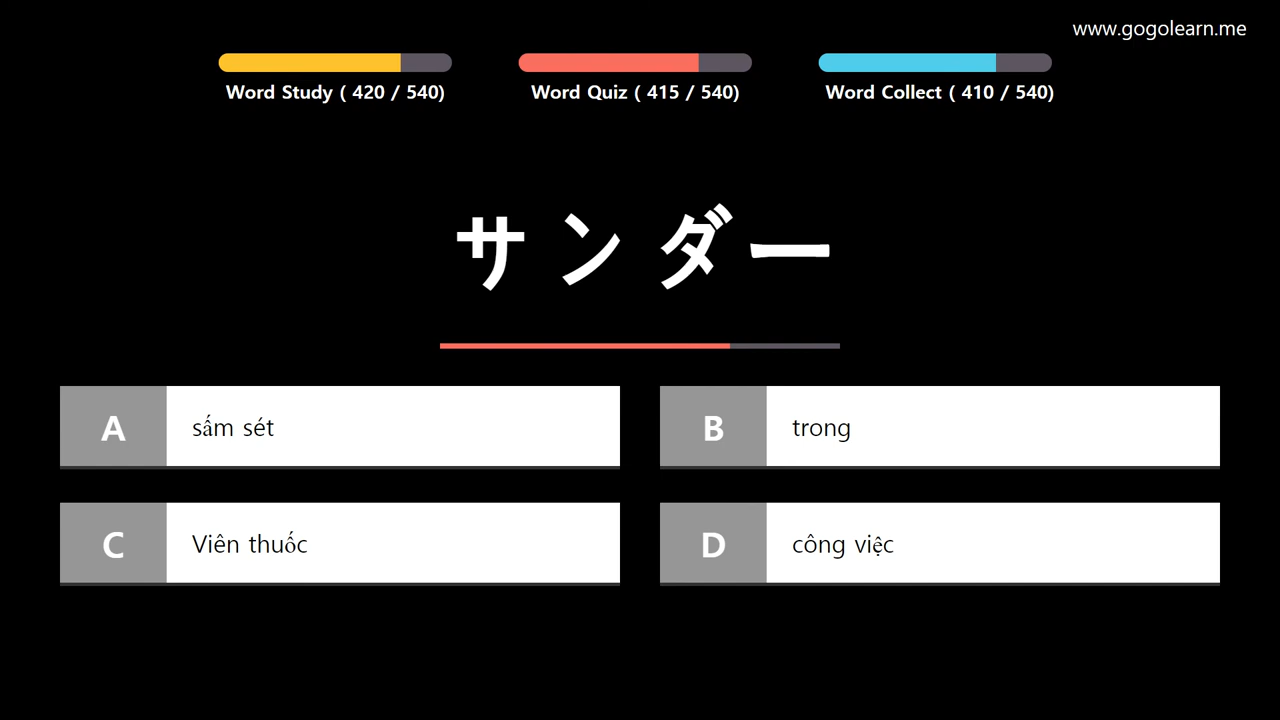 www.gogolearn.me
Word Study ( 420 / 540)
Word Quiz ( 415 / 540)
Word Collect ( 410 / 540)
サンダー
A sấm sét
B trong
C Viên thuốc
D công việc